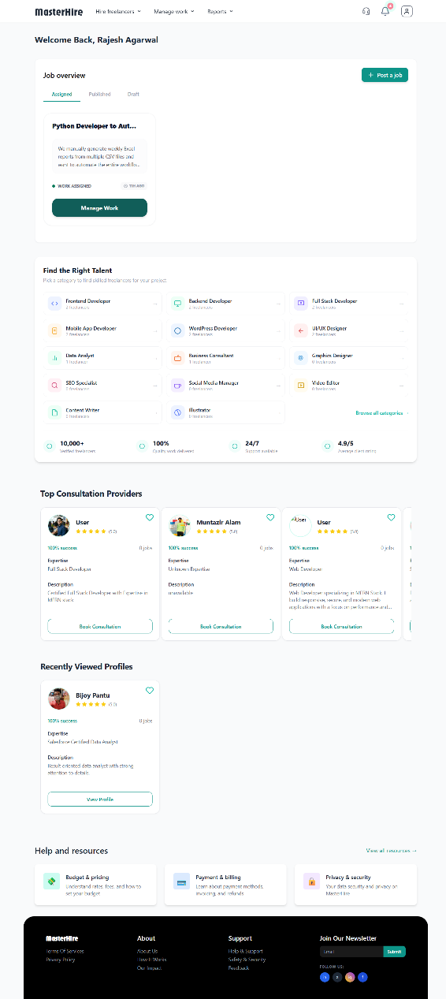 MasterHire Hire freelancers Manage work Reports
Welcome Back, Rajesh Agarwal
Job overview
Post a job
Assigned Published Draft
Python Developer to Aut...
We manually generate weekly Excel
reports from multiple CSV files and
want to automate the entire workflo...
WORK ASSIGNED
AGO
Manage Work
Find the Right Talent
Pick a category to find skilled freelancers for your project
Frontend Developer
2 freelancers
Backend Developer
2 freelancers
Full Stack Developer
2 freelancers
Mobile App Developer
freelancers
WordPress Developer
2 freelancers
UI/UX Designer
2 freelancers
Data Analyst
1 freelancer
Business Consultant
1 freelancer
Graphics Designer
0 freelancers
SEO Specialist
0 freelancers
Social Media Manager
0 freelancers
Video Editor
0 freelancers
Content Writer
0 freelancers
Illustrator
0 freelancers
Browse all categories
10,000+
Verified freelancers
100%
Quality work delivered
24/7
Support available
4.9/5
Average client rating
Top Consultation Providers
User
(5.0)
100% success 0 jobs
Expertise
Full Stack Developer
Description
Certified Full Stack Developer with Expertise in
MERN stack
Book Consultation
Muntazir Alam
(5.0)
100% success 0 jobs
Expertise
Unknown Expertise
Description
unavailable
Book Consultation
User
User
(5.0)
100% success 0 jobs
Expertise
Web Developer
Description
Web Developer specializing in MERN Stack. I
build responsive, secure, and modern web
applications with a focus on performance and...
Book Consultation
Recently Viewed Profiles
Bijoy Pantu
(5.0)
100% success 0 jobs
Expertise
Salesforce Certified Data Analyst
Description
Result-oriented data analyst with strong
attention to details.
View Profile
Help and resources
View all resources →
Budget & pricing
Understand rates, fees, and how to
set your budget
Payment & billing
Learn about payment methods,
invoicing, and refunds
Privacy & security
Your data security and privacy on
MasterHire
MasterHire
Terms Of Services
Privacy Policy
About
About Us
How It Works
Our Impact
Support
Help & Support
Safety & Security
Feedback
Join Our Newsletter
Email Submit
FOLLOW US: